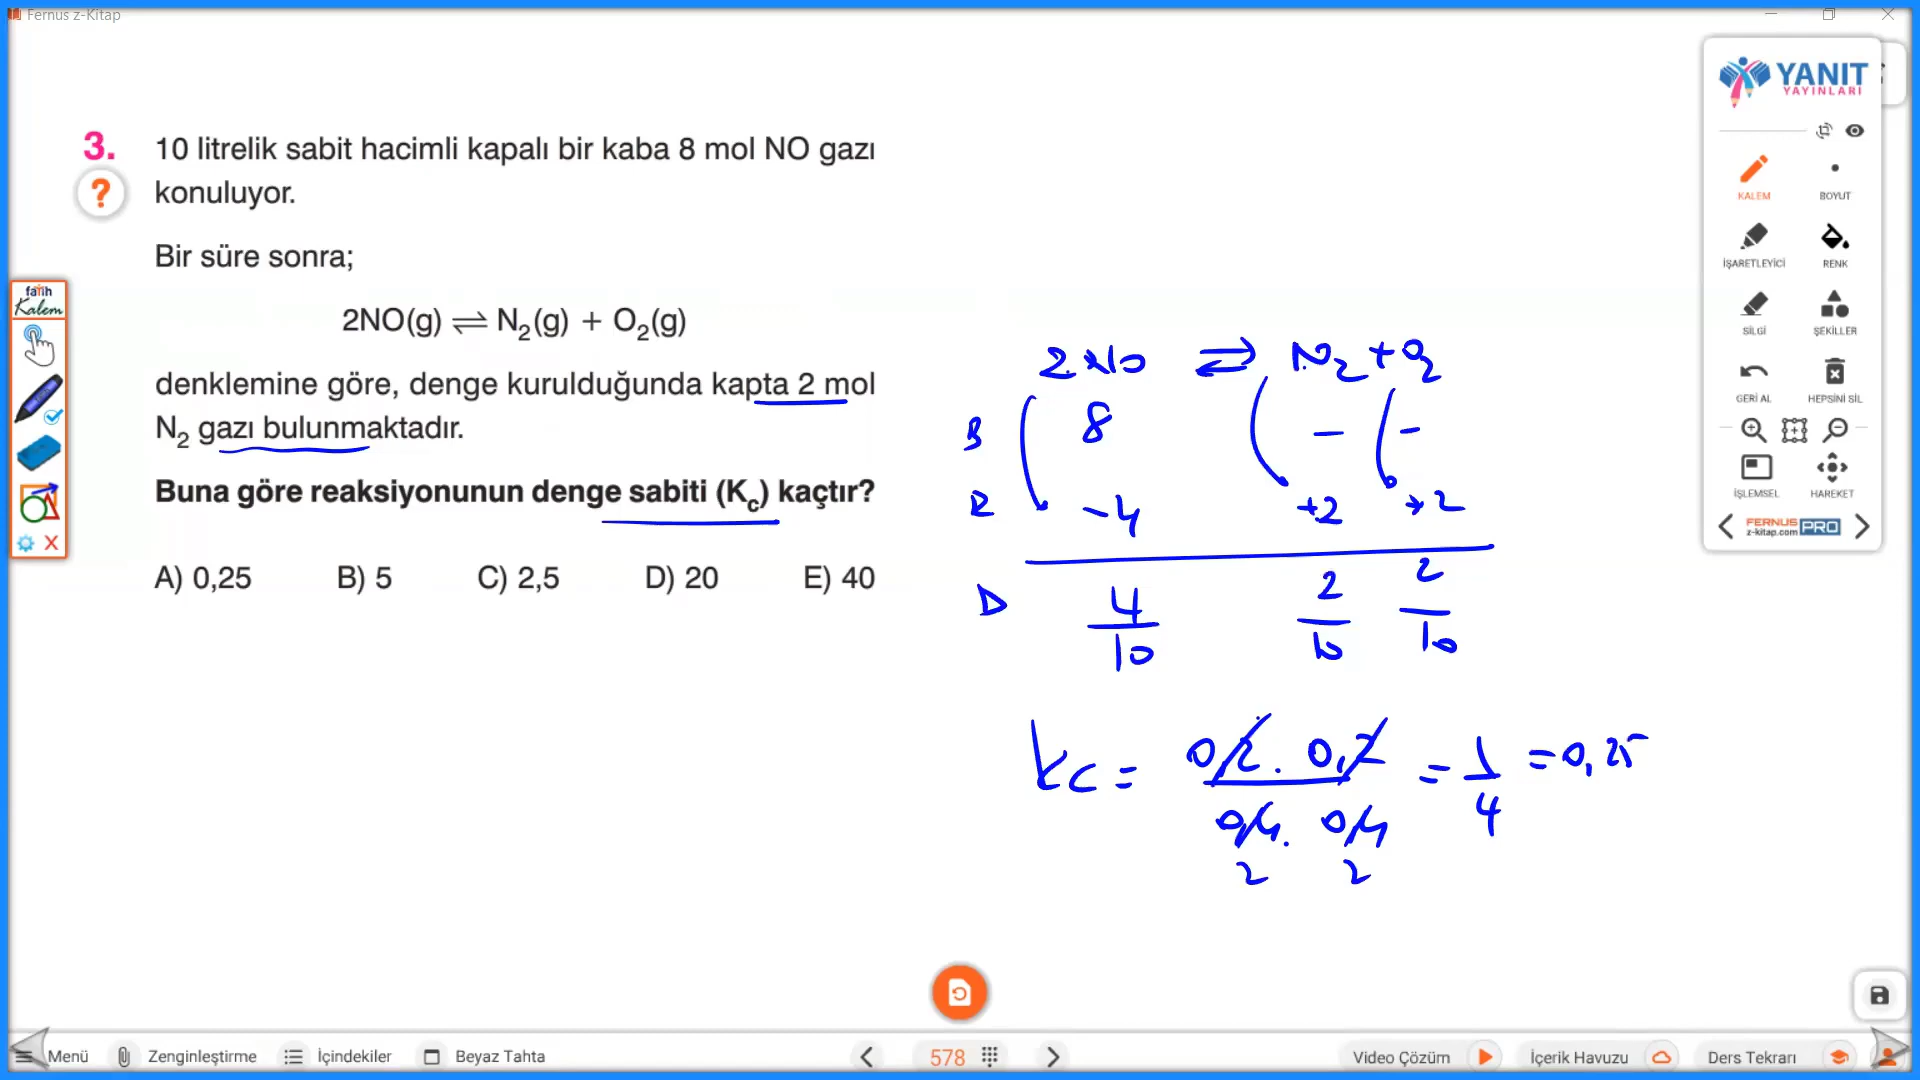 Fernus z-Kitap
YANIT
YAYINLARI
3. 10 litrelik sabit hacimli kapalı bir kaba 8 mol NO gazı
konuluyor.
?
Bir süre sonra;
2NO(g) ⇌ N₂(g) + O₂(g)
denklemine göre, denge kurulduğunda kapta 2 mol
N₂ gazı bulunmaktadır.
Buna göre reaksiyonunun denge sabiti (Kc) kaçtır?
A) 0,25 B) 5 C) 2,5 D) 20 E) 40
2NO ⇌ N₂ + O₂
B 8 - -
R -4 +2 +2
D 4/10 2/10 2/10
Kc = 0,2 . 0,2 / 0,4 . 0,4 = 1/4 = 0,25
2 2
fatih
Kalem
KALEM BOYUT
İŞARETLEYİCİ RENK
SİLGİ ŞEKİLLER
GERİ AL HEPSİNİ SİL
İŞLEMSEL HAREKET
FERNUS PRO
z-kitap.com
Menü Zenginleştirme İçindekiler Beyaz Tahta 578 Video Çözüm İçerik Havuzu Ders Tekrarı